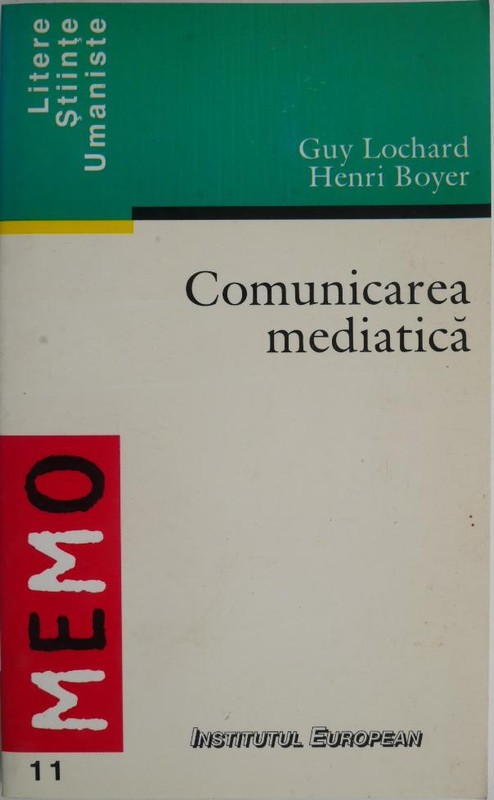 Litere
Științe
Umaniste
Guy Lochard
Henri Boyer
Comunicarea
mediatică
MEMO
11
INSTITUTUL EUROPEAN